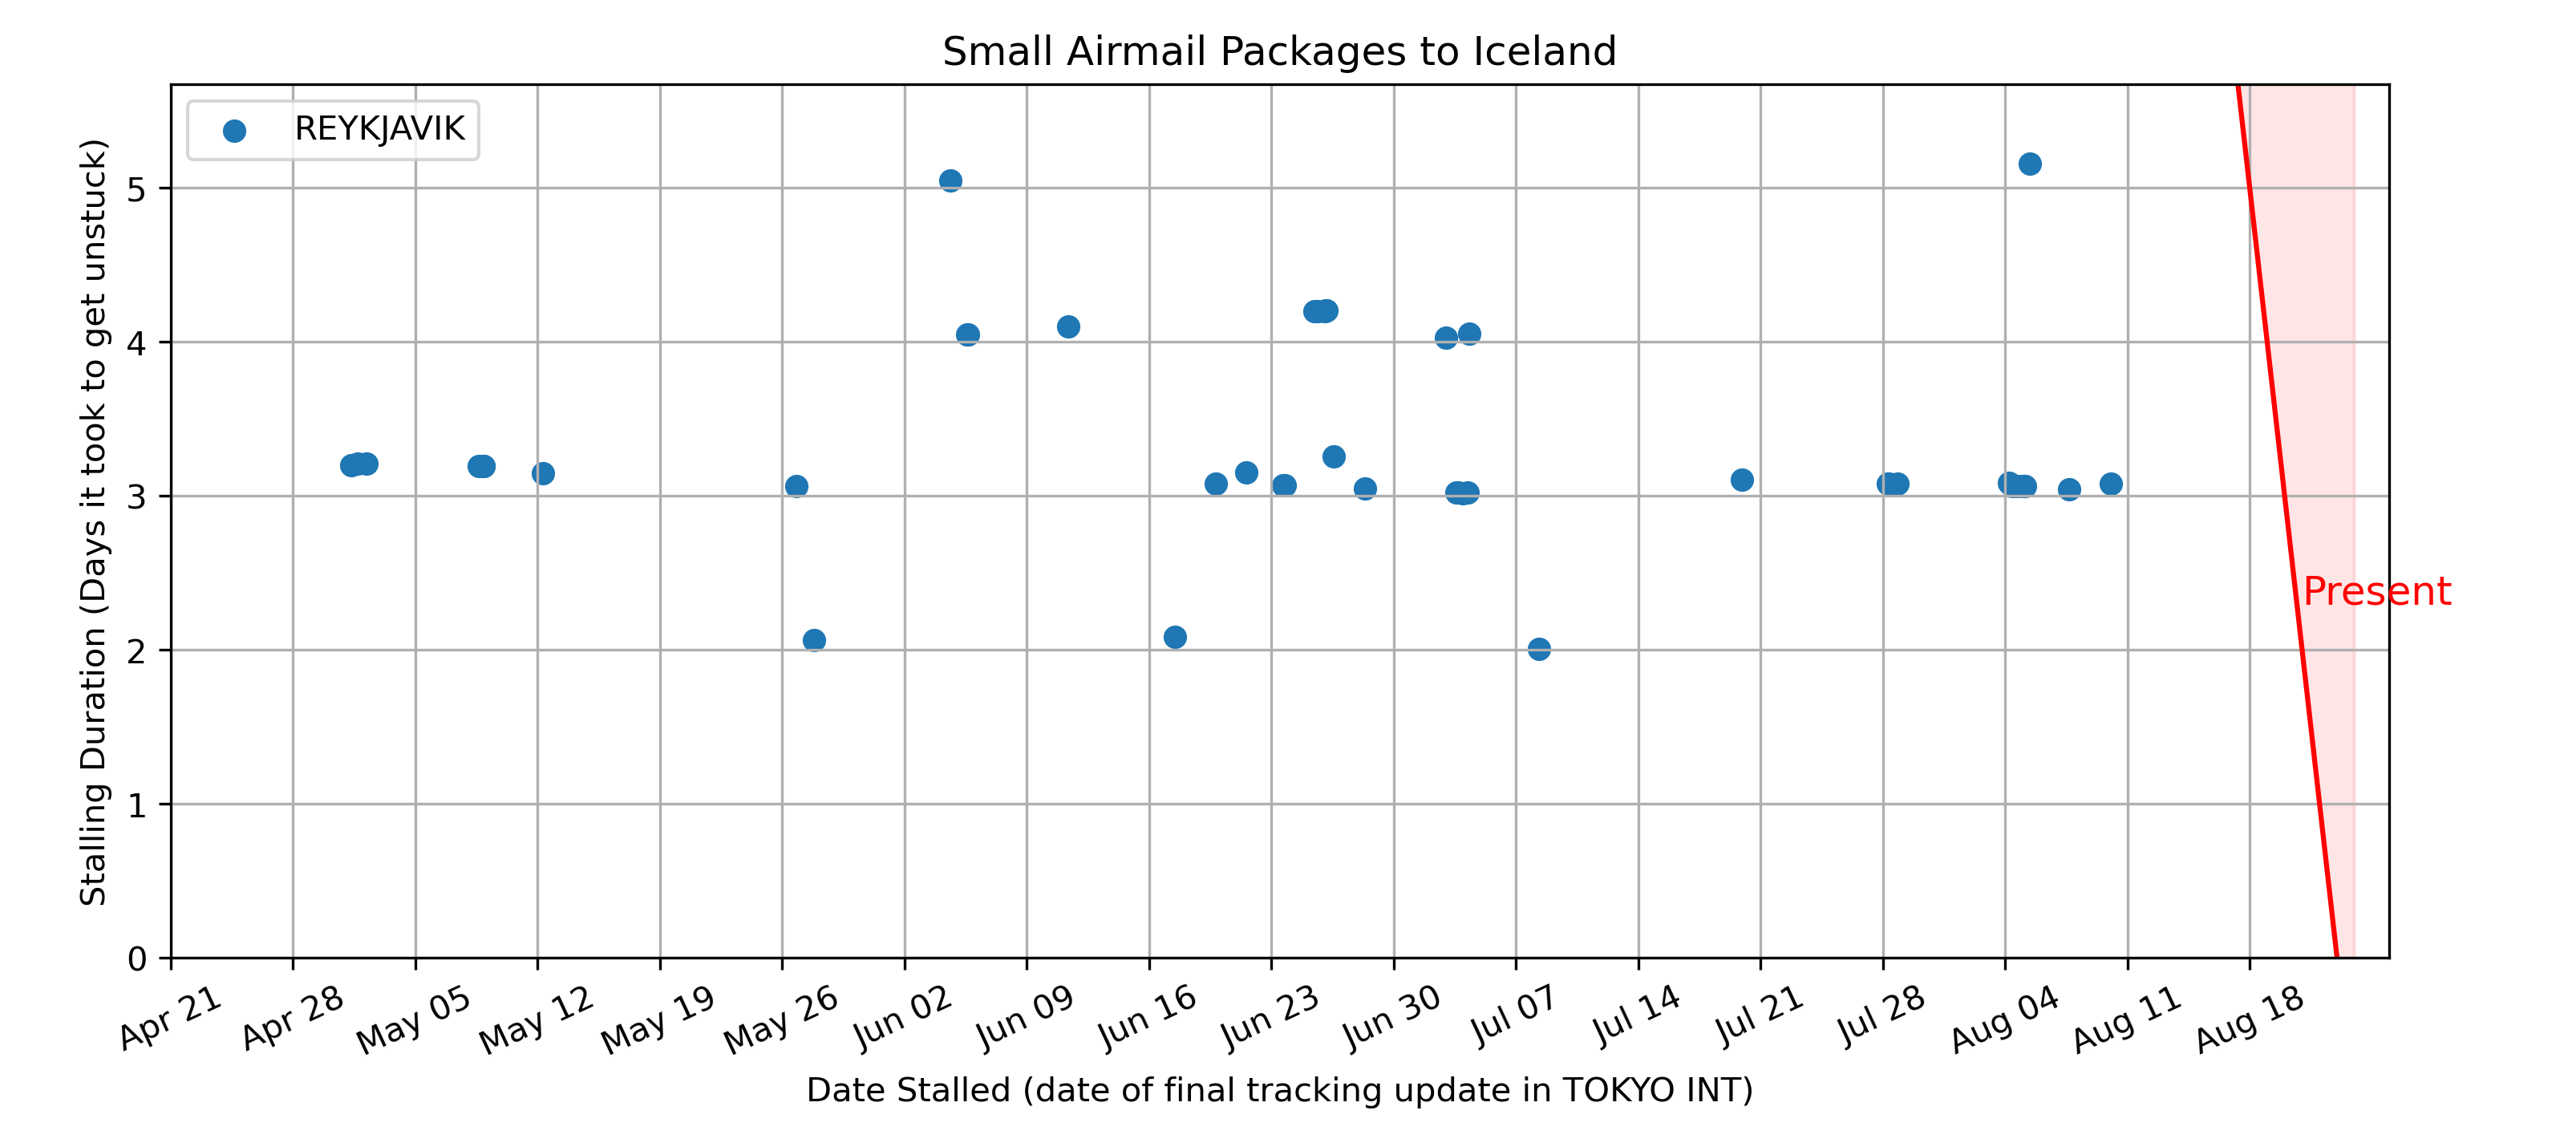 Small Airmail Packages to Iceland
REYKJAVIK
Stalling Duration (Days it took to get unstuck)
5
4
3
2
1
0
Present
Apr 21
Apr 28
May 05
May 12
May 19
May 26
Jun 02
Jun 09
Jun 16
Jun 23
Jun 30
Jul 07
Jul 14
Jul 21
Jul 28
Aug 04
Aug 11
Aug 18
Date Stalled (date of final tracking update in TOKYO INT)